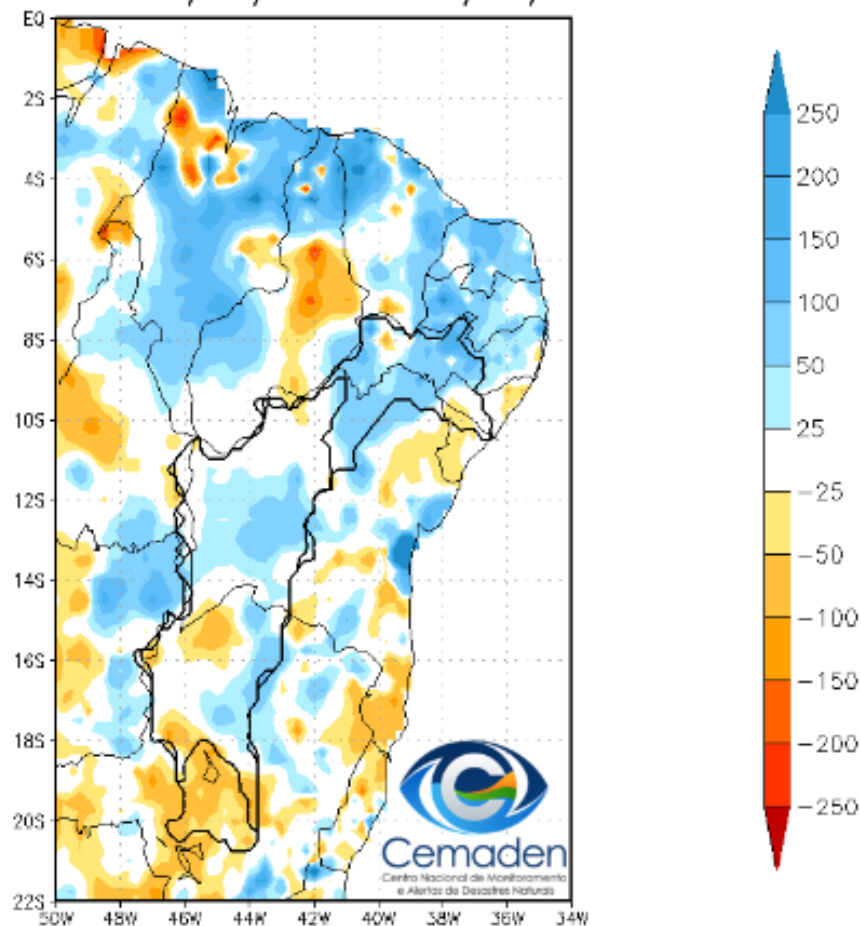 EQ
2S
4S
6S
8S
10S
12S
14S
16S
18S
20S
22S
50W 48W 46W 44W 42W 40W 38W 36W 34W
250
200
150
100
50
25
-25
-50
-100
-150
-200
-250
Cemaden
Centro Nacional de Monitoramento
e Alertas de Desastres Naturais